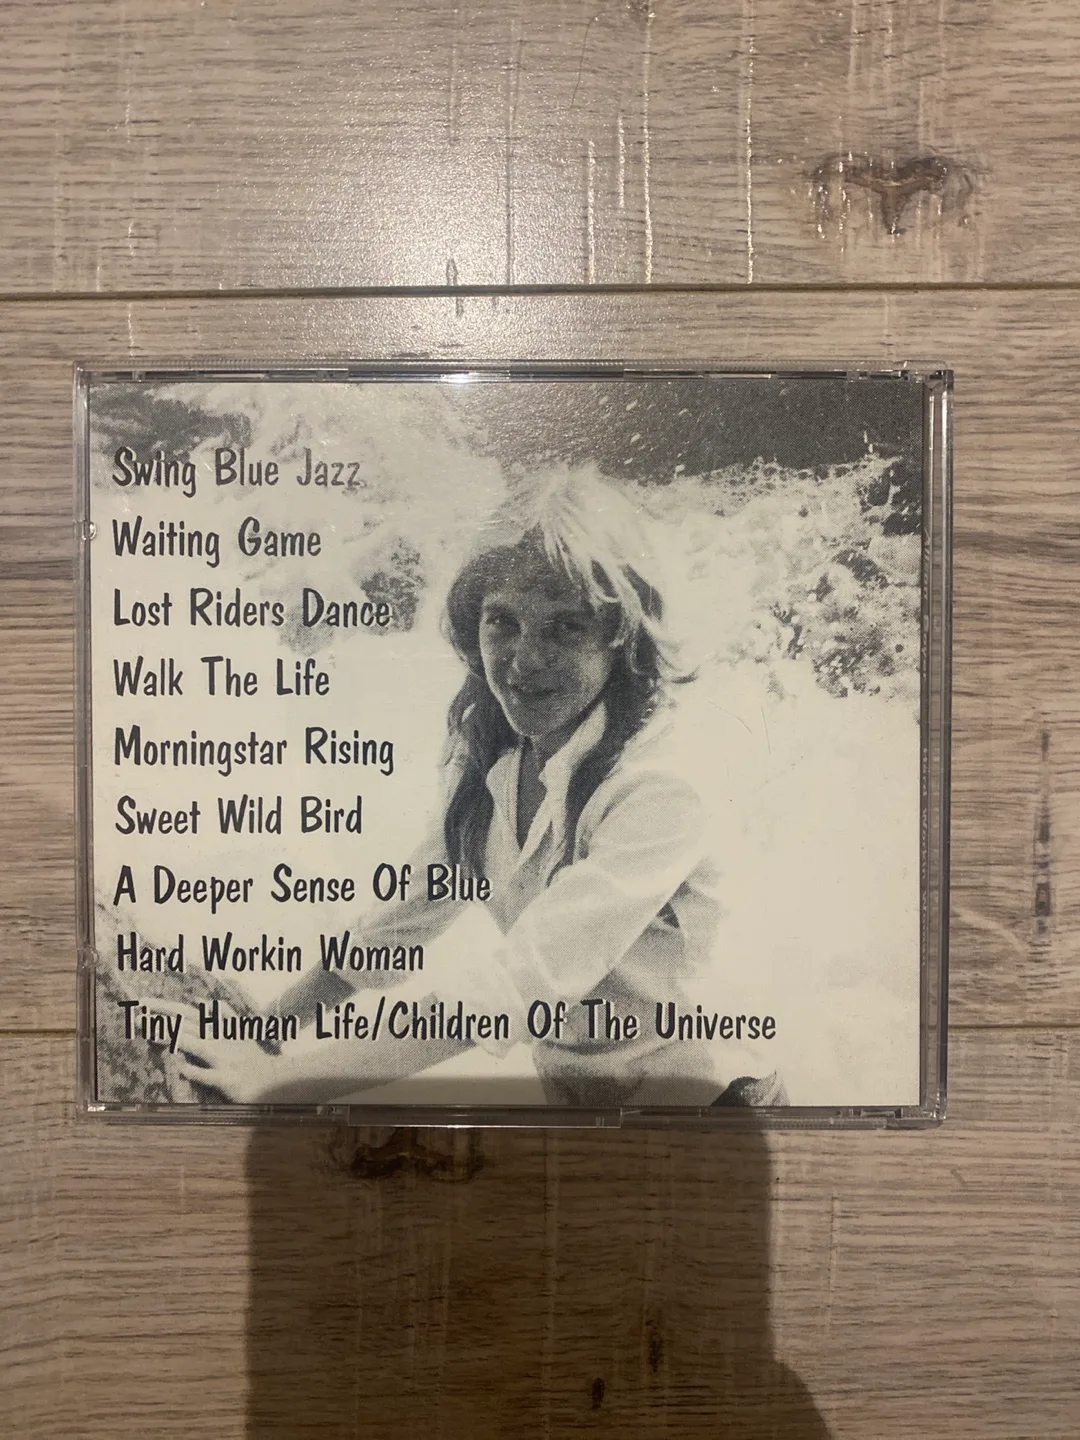 Swing Blue Jazz
Waiting Game
Lost Riders Dance
Walk The Life
Morningstar Rising
Sweet Wild Bird
A Deeper Sense Of Blue
Hard Workin Woman
Tiny Human Life/Children Of The Universe